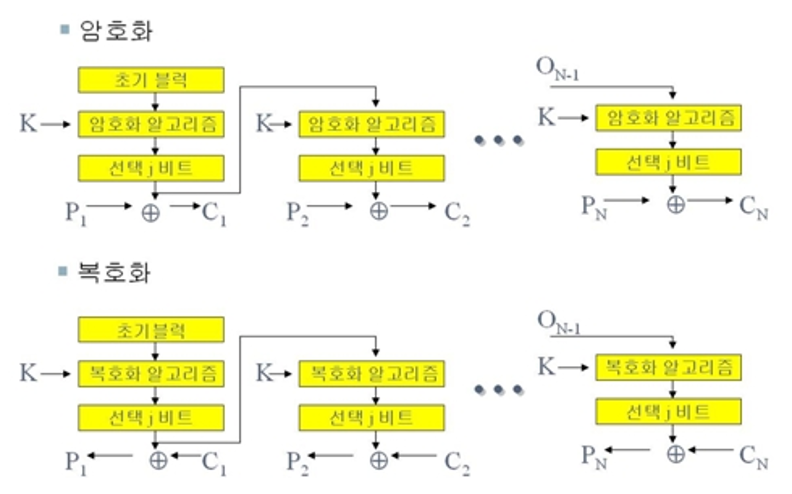 암호화
초기 블럭
O_{N-1}
K 암호화 알고리즘 K 암호화 알고리즘 K 암호화 알고리즘
선택 j 비트 선택 j 비트 선택 j 비트
P_1 ⊕ C_1 P_2 ⊕ C_2 P_N ⊕ C_N
복호화
초기블럭
O_{N-1}
K 복호화 알고리즘 K 복호화 알고리즘 K 복호화 알고리즘
선택 j 비트 선택 j 비트 선택 j 비트
P_1 ⊕ C_1 P_2 ⊕ C_2 P_N ⊕ C_N